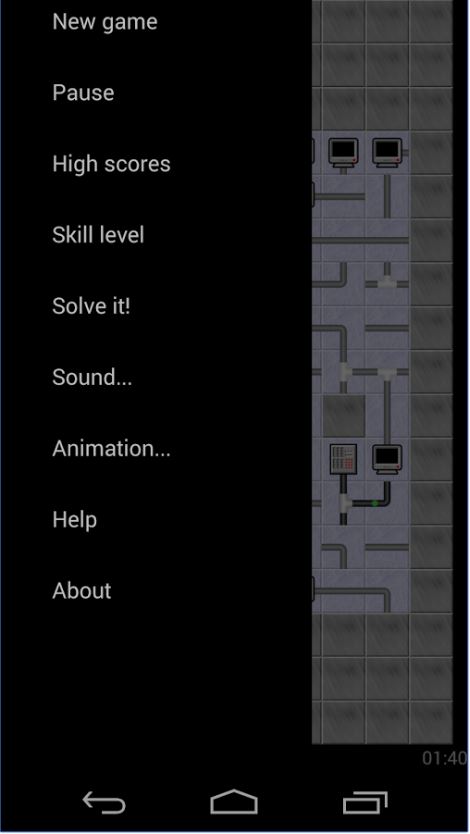 New game
Pause
High scores
Skill level
Solve it!
Sound...
Animation...
Help
About
01:40